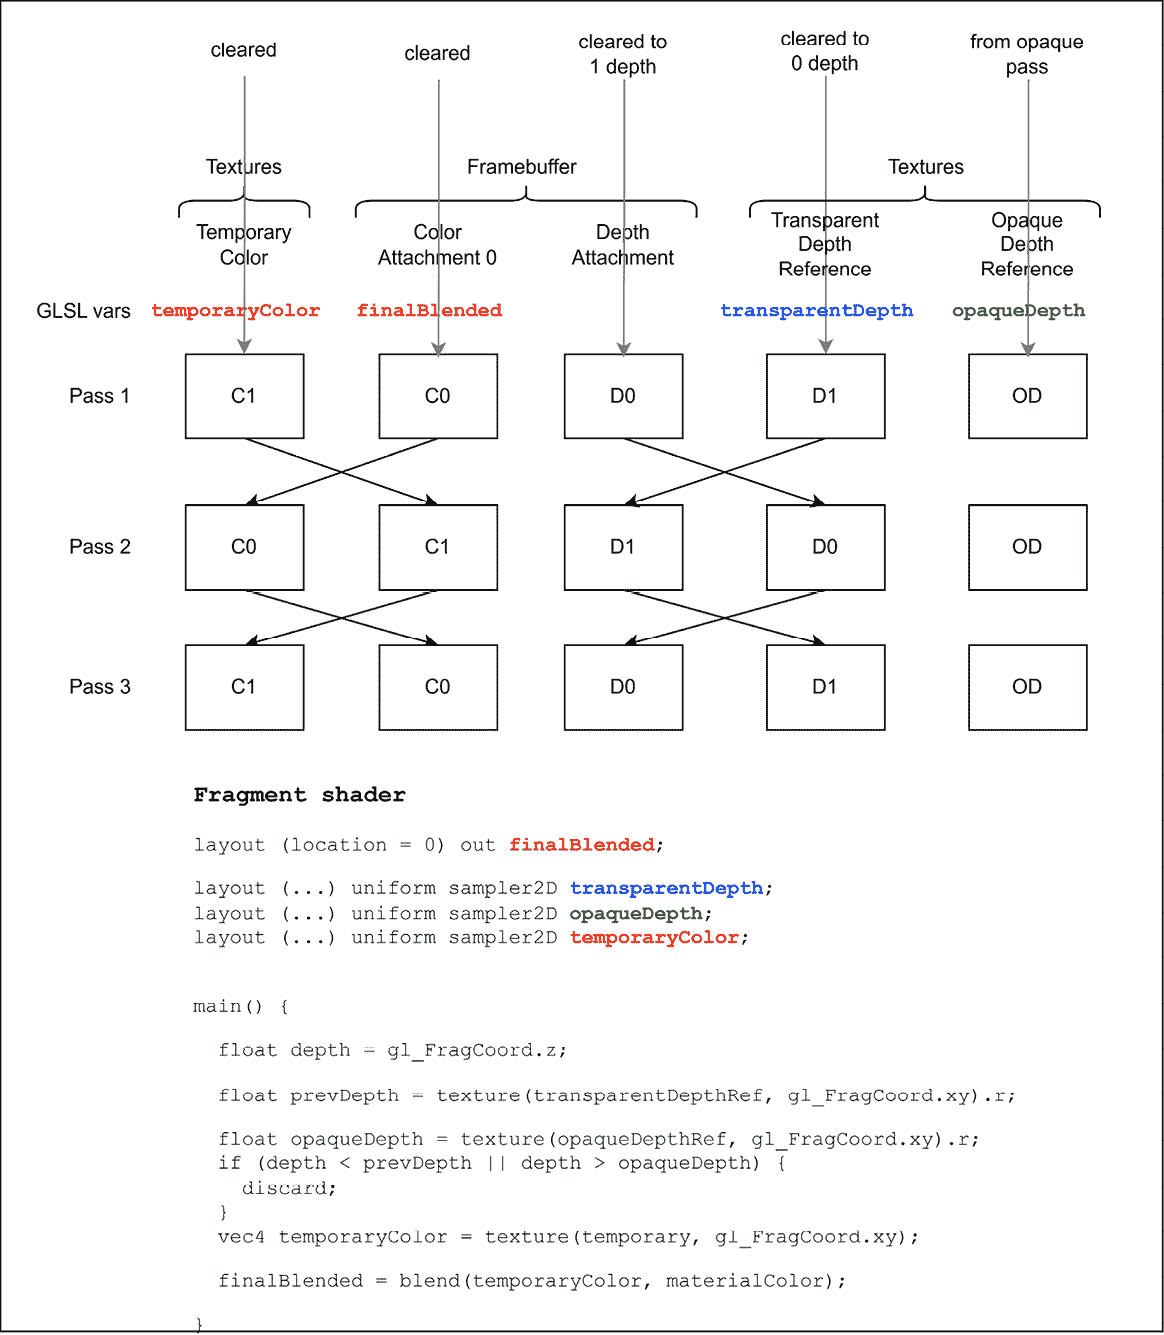 cleared
cleared
cleared to
1 depth
cleared to
0 depth
from opaque
pass
Textures
Framebuffer
Textures
Temporary
Color
Color
Attachment 0
Depth
Attachment
Transparent
Depth
Reference
Opaque
Depth
Reference
GLSL vars
temporaryColor
finalBlended
transparentDepth
opaqueDepth
Pass 1
C1
C0
D0
D1
OD
Pass 2
C0
C1
D1
D0
OD
Pass 3
C1
C0
D0
D1
OD
Fragment shader
layout (location = 0) out finalBlended;
layout (...) uniform sampler2D transparentDepth;
layout (...) uniform sampler2D opaqueDepth;
layout (...) uniform sampler2D temporaryColor;
main() {
float depth = gl_FragCoord.z;
float prevDepth = texture(transparentDepthRef, gl_FragCoord.xy).r;
float opaqueDepth = texture(opaqueDepthRef, gl_FragCoord.xy).r;
if (depth < prevDepth || depth > opaqueDepth) {
discard;
}
vec4 temporaryColor = texture(temporary, gl_FragCoord.xy);
finalBlended = blend(temporaryColor, materialColor);
}